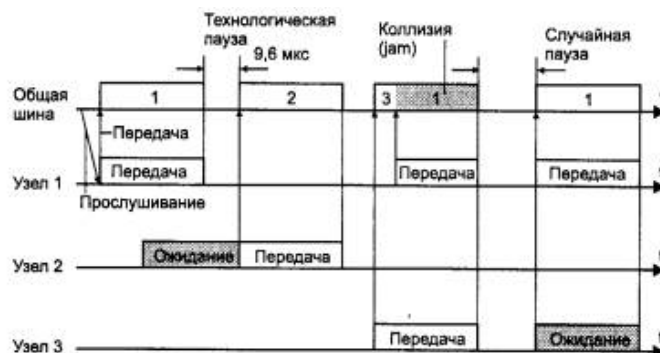 Технологическая
пауза
9,6 мкс
Коллизия
(jam)
Случайная
пауза
Общая
шина
1
2
3
1
1
Передача
Узел 1
Передача
Передача
Передача
Прослушивание
Узел 2
Ожидание
Передача
Узел 3
Передача
Ожидание